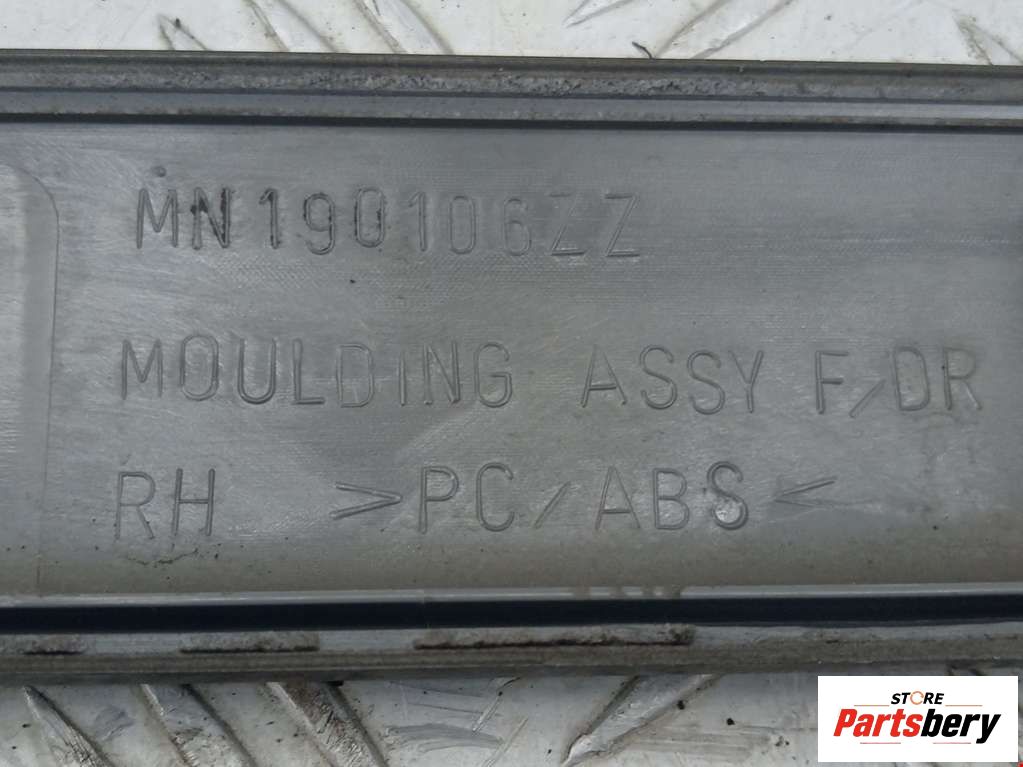 MN190106ZZ
MOULDING ASSY F/DR
RH >PC/ABS<
STORE
Partsbery